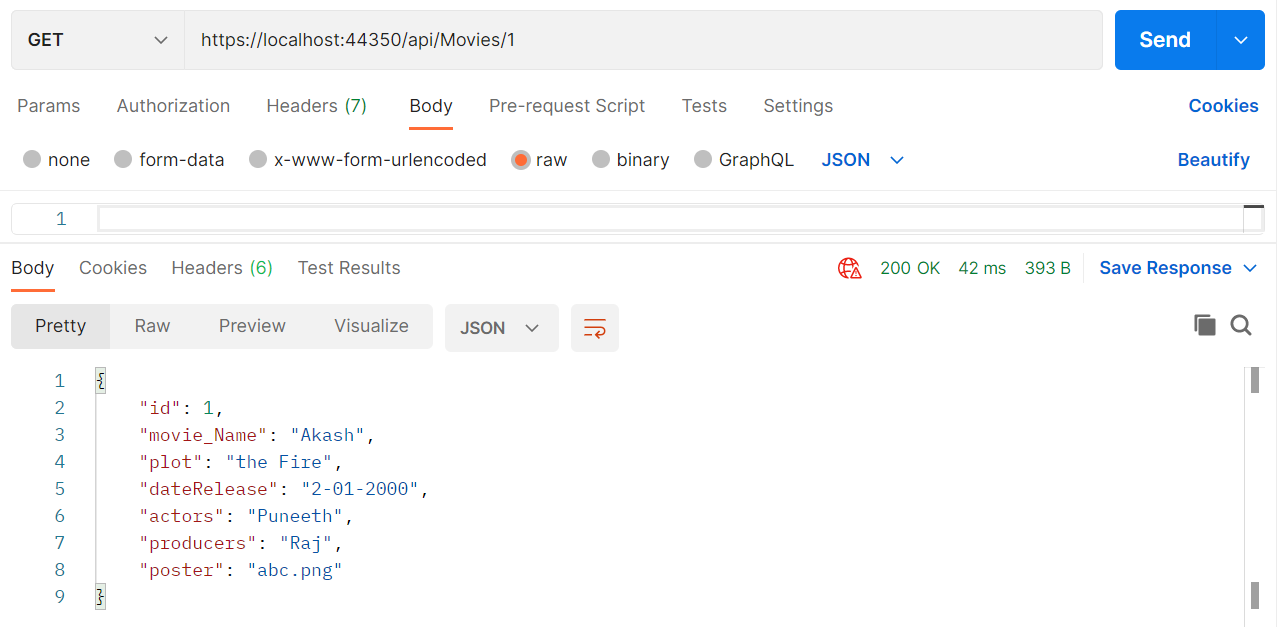 GET https://localhost:44350/api/Movies/1 Send
Params Authorization Headers (7) Body Pre-request Script Tests Settings Cookies
none form-data x-www-form-urlencoded raw binary GraphQL JSON Beautify
1
Body Cookies Headers (6) Test Results 200 OK 42 ms 393 B Save Response
Pretty Raw Preview Visualize JSON
1 {
2 "id": 1,
3 "movie_Name": "Akash",
4 "plot": "the Fire",
5 "dateRelease": "2-01-2000",
6 "actors": "Puneeth",
7 "producers": "Raj",
8 "poster": "abc.png"
9 }